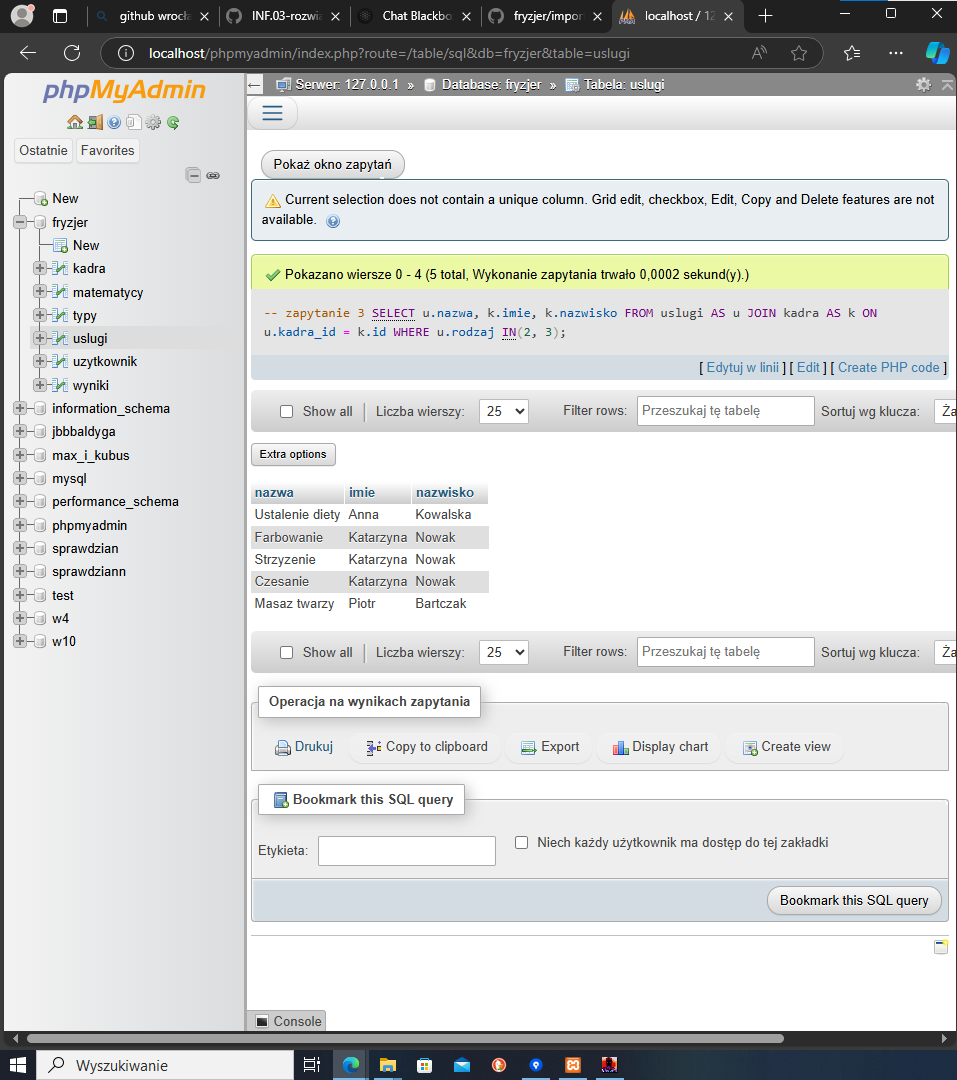 github wrocła
INF.03-rozwia
Chat Blackbo
fryzjer/impor
localhost / 12
localhost/phpmyadmin/index.php?route=/table/sql&db=fryzjer&table=uslugi
phpMyAdmin
Ostatnie
Favorites
New
fryzjer
New
kadra
matematycy
typy
uslugi
uzytkownik
wyniki
information_schema
jbbbaldyga
max_i_kubus
mysql
performance_schema
phpmyadmin
sprawdzian
sprawdziann
test
w4
w10
Serwer: 127.0.0.1 » Database: fryzjer » Tabela: uslugi
Pokaż okno zapytań
Current selection does not contain a unique column. Grid edit, checkbox, Edit, Copy and Delete features are not
available.
Pokazano wiersze 0 - 4 (5 total, Wykonanie zapytania trwało 0,0002 sekund(y).)
-- zapytanie 3 SELECT u.nazwa, k.imie, k.nazwisko FROM uslugi AS u JOIN kadra AS k ON
u.kadra_id = k.id WHERE u.rodzaj IN(2, 3);
[ Edytuj w linii ] [ Edit ] [ Create PHP code ]
Show all | Liczba wierszy: 25 Filter rows: Przeszukaj tę tabelę Sortuj wg klucza: Ża
Extra options
nazwa imie nazwisko
Ustalenie diety Anna Kowalska
Farbowanie Katarzyna Nowak
Strzyzenie Katarzyna Nowak
Czesanie Katarzyna Nowak
Masaz twarzy Piotr Bartczak
Show all | Liczba wierszy: 25 Filter rows: Przeszukaj tę tabelę Sortuj wg klucza: Ża
Operacja na wynikach zapytania
Drukuj Copy to clipboard Export Display chart Create view
Bookmark this SQL query
Etykieta: Niech każdy użytkownik ma dostęp do tej zakładki
Bookmark this SQL query
Console
Wyszukiwanie